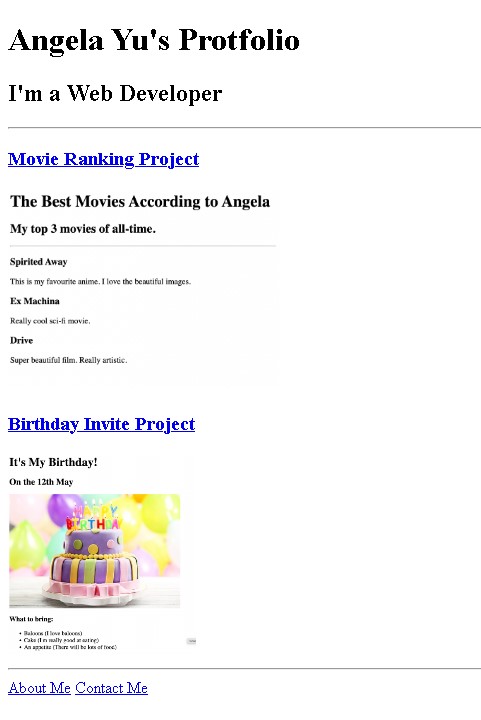 Angela Yu's Protfolio
I'm a Web Developer
Movie Ranking Project
The Best Movies According to Angela
My top 3 movies of all-time.
Spirited Away
This is my favourite anime. I love the beautiful images.
Ex Machina
Really cool sci-fi movie.
Drive
Super beautiful film. Really artistic.
Birthday Invite Project
It's My Birthday!
On the 12th May
HAPPY
BIRTHDAY
What to bring:
• Baloons (I love baloons)
• Cake (I'm really good at eating)
• An appetite (There will be lots of food)
About Me Contact Me